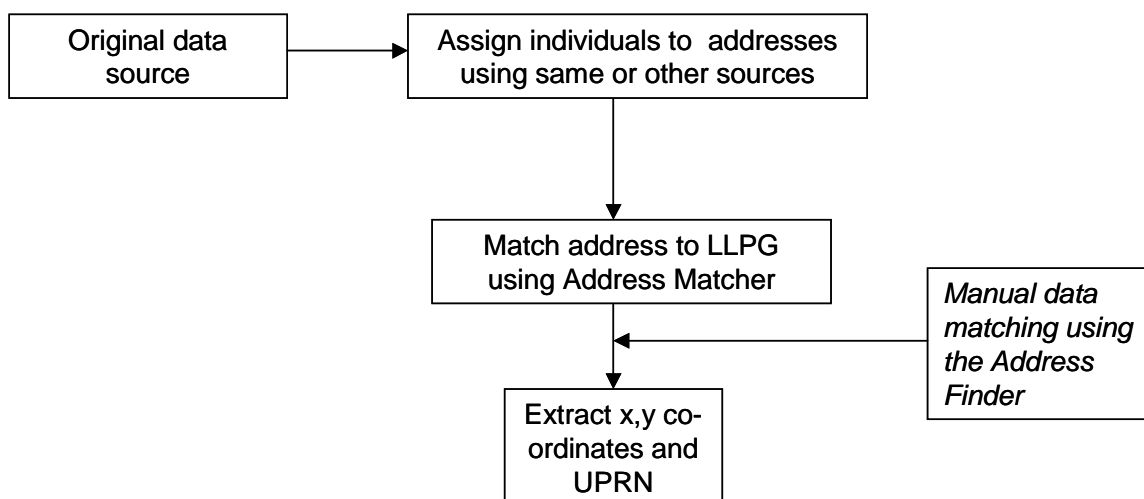 Original data
source
Assign individuals to addresses
using same or other sources
Match address to LLPG
using Address Matcher
Manual data
matching using
the Address
Finder
Extract x,y co-
ordinates and
UPRN